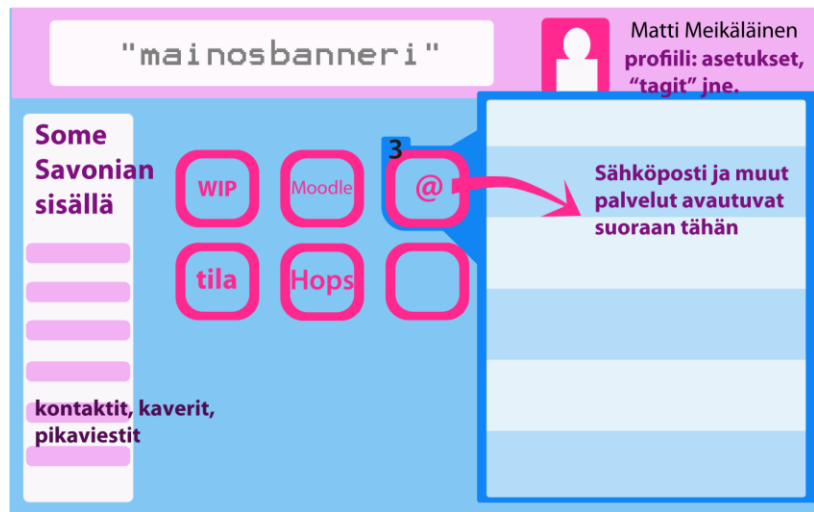 "mainosbanneri"
Matti Meikäläinen
profiili: asetukset,
"tagit" jne.
Some
Savonian
sisällä
3
WIP
Moodle
@
Sähköposti ja muut
palvelut avautuvat
suoraan tähän
tila
Hops
kontaktit, kaverit,
pikaviestit